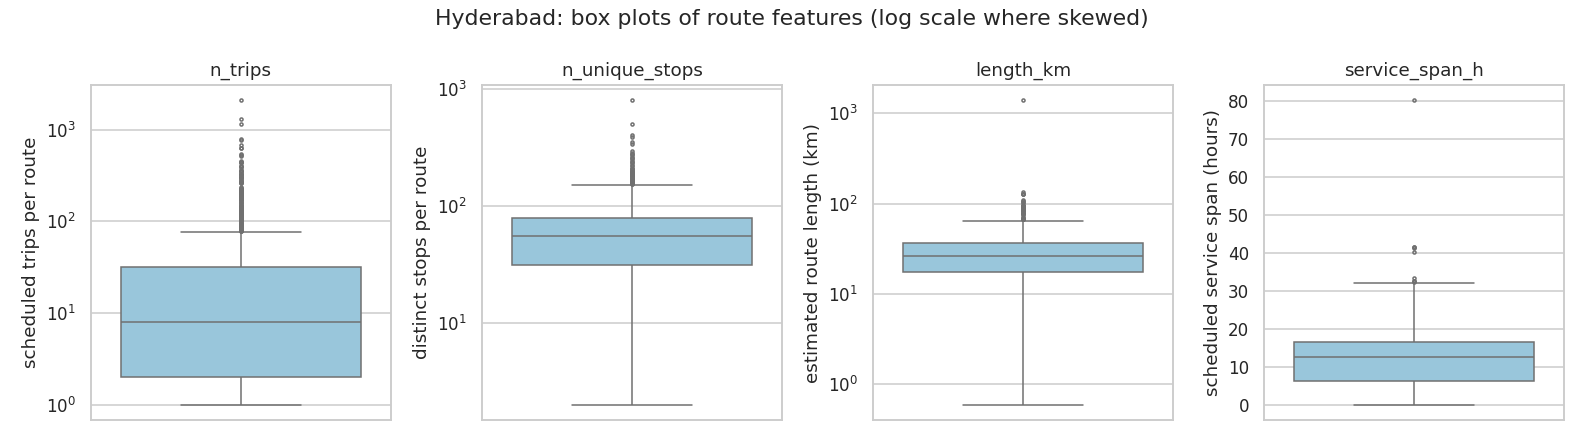 Hyderabad: box plots of route features (log scale where skewed)
n_trips
scheduled trips per route
10³
10²
10¹
10⁰
n_unique_stops
distinct stops per route
10³
10²
10¹
length_km
estimated route length (km)
10³
10²
10¹
10⁰
service_span_h
scheduled service span (hours)
80
70
60
50
40
30
20
10
0